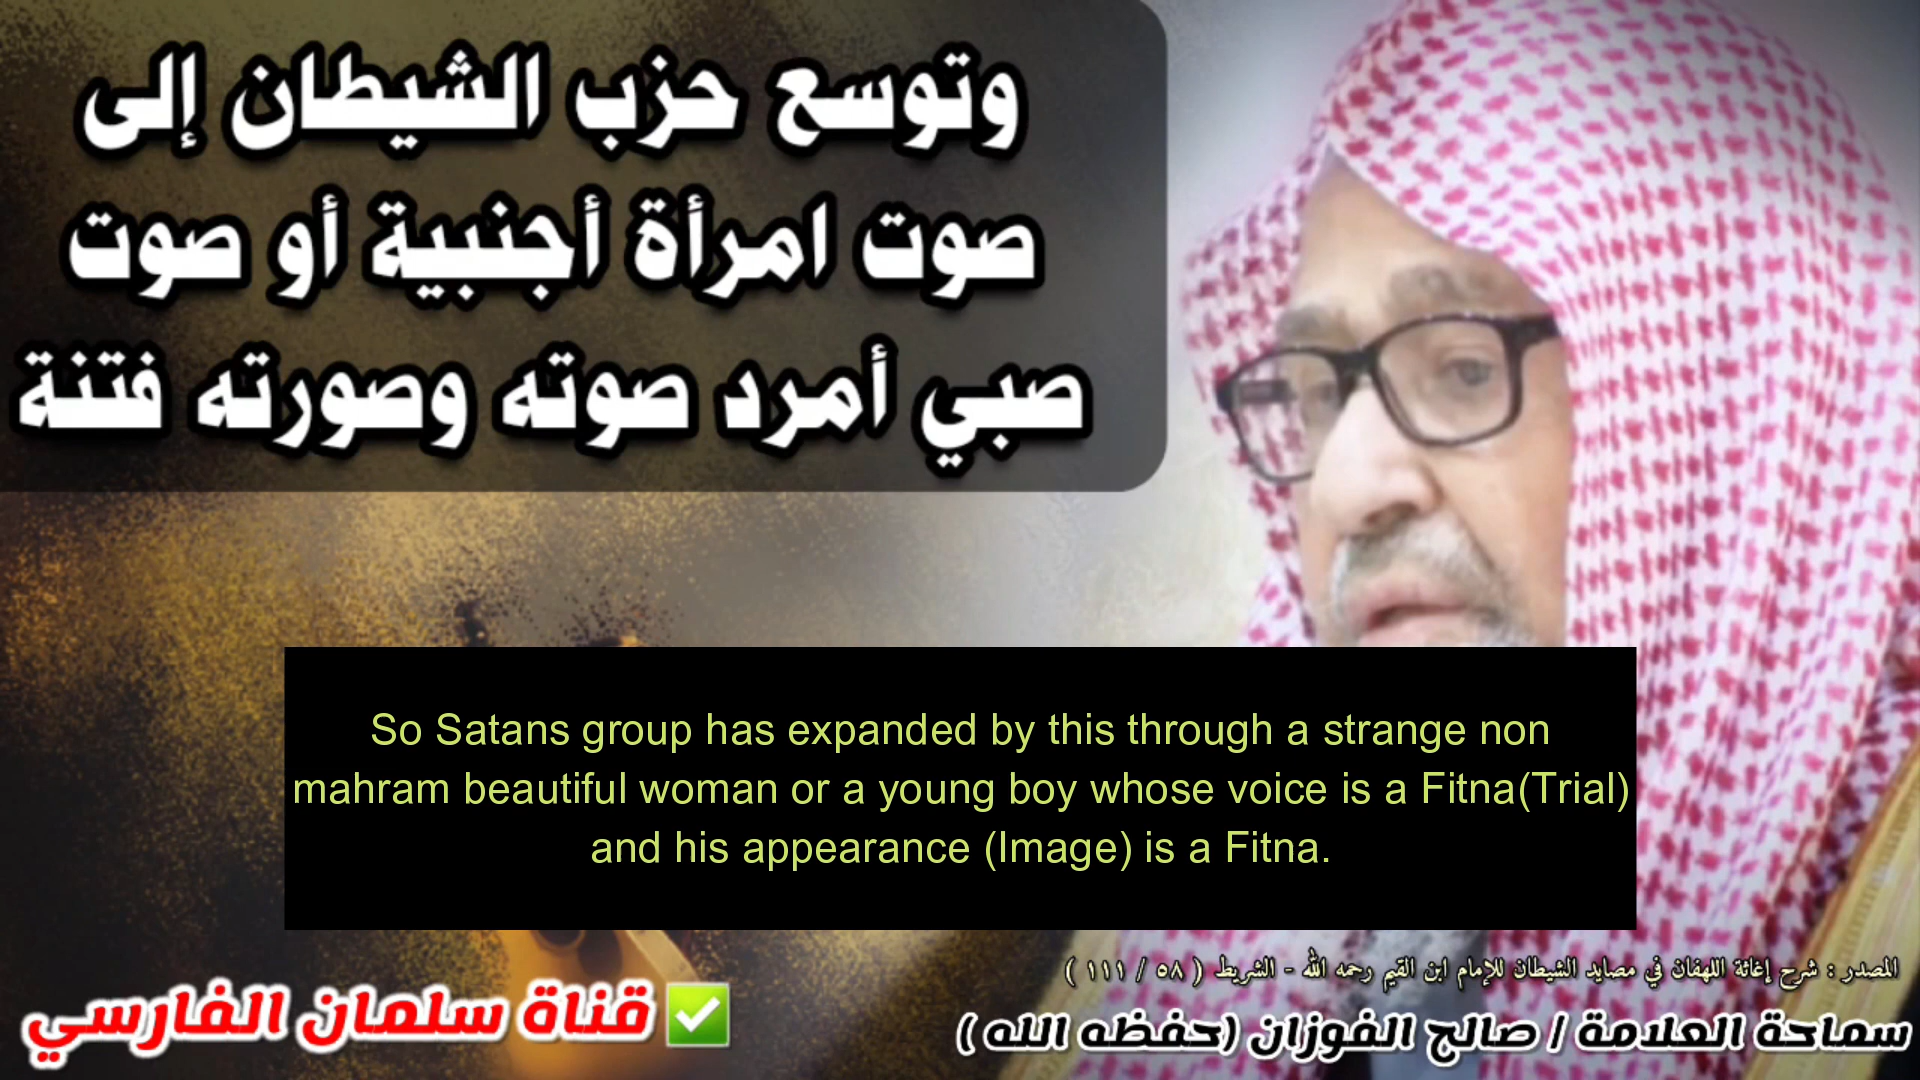 وتوسع حزب الشيطان إلى
صوت امرأة أجنبية أو صوت
صبي أمرد صوته وصورته فتنة
So Satans group has expanded by this through a strange non
mahram beautiful woman or a young boy whose voice is a Fitna(Trial)
and his appearance (Image) is a Fitna.
المصدر : شرح إغاثة اللهفان في مصايد الشيطان للإمام ابن القيم رحمه الله - الشريط ( ٥٨ / ١١١ )
سماحة العلامة / صالح الفوزان (حفظه الله )
قناة سلمان الفارسي